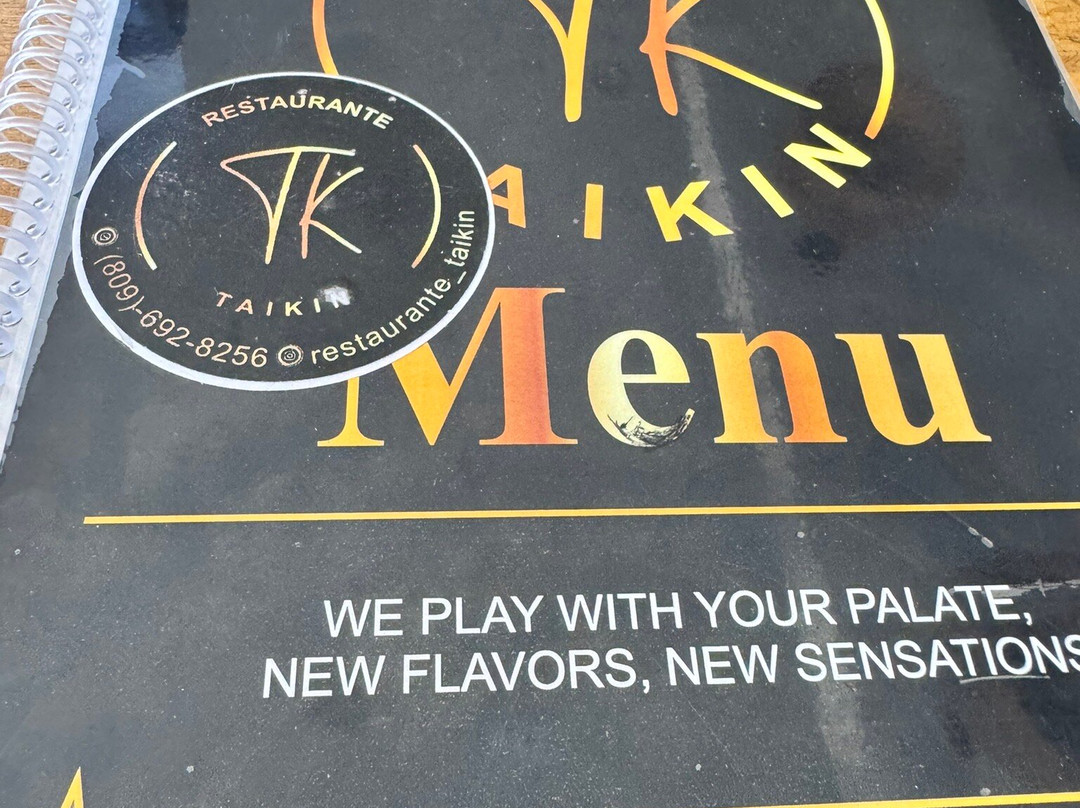 TK
TAIKIN
RESTAURANTE
TK
TAIKIN
(809)-692-8256 restaurante_taikin
Menu
WE PLAY WITH YOUR PALATE,
NEW FLAVORS, NEW SENSATIONS